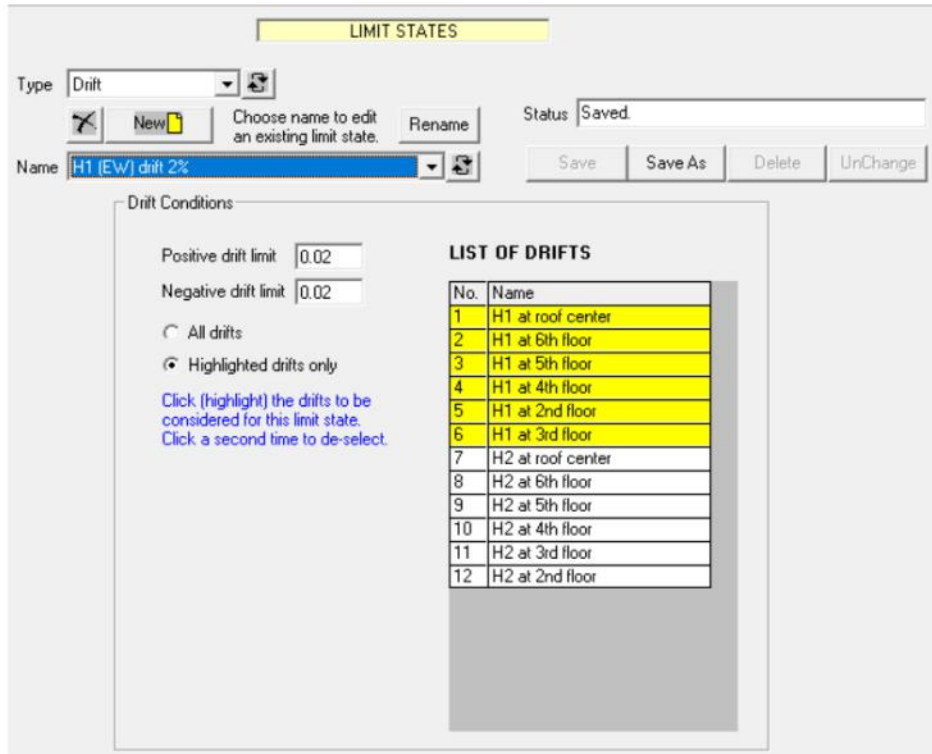 LIMIT STATES
Type Drift
New
Choose name to edit
an existing limit state.
Rename
Status Saved.
Name H1 (EW) drift 2%
Save Save As Delete UnChange
Drift Conditions
Positive drift limit 0.02
Negative drift limit 0.02
All drifts
Highlighted drifts only
Click (highlight) the drifts to be
considered for this limit state.
Click a second time to de-select.
LIST OF DRIFTS
No. Name
1 H1 at roof center
2 H1 at 6th floor
3 H1 at 5th floor
4 H1 at 4th floor
5 H1 at 2nd floor
6 H1 at 3rd floor
7 H2 at roof center
8 H2 at 6th floor
9 H2 at 5th floor
10 H2 at 4th floor
11 H2 at 3rd floor
12 H2 at 2nd floor